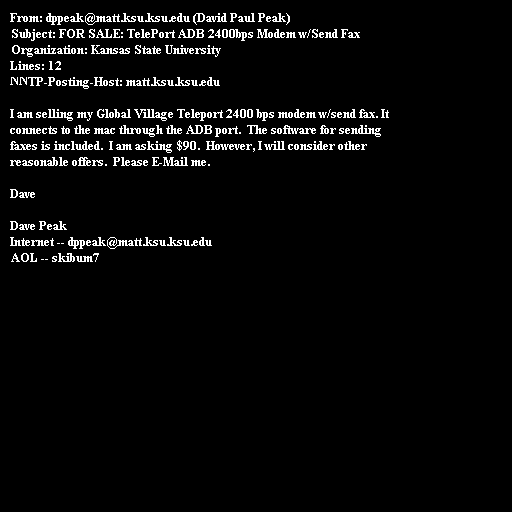 From: dppeak@matt.ksu.ksu.edu (David Paul Peak)
Subject: FOR SALE: TelePort ADB 2400bps Modem w/Send Fax
Organization: Kansas State University
Lines: 12
NNTP-Posting-Host: matt.ksu.ksu.edu

I am selling my Global Village Teleport 2400 bps modem w/send fax. It
connects to the mac through the ADB port.  The software for sending
faxes is included.  I am asking $90.  However, I will consider other
reasonable offers.  Please E-Mail me.

Dave

Dave Peak
Internet -- dppeak@matt.ksu.ksu.edu
AOL -- skibum7